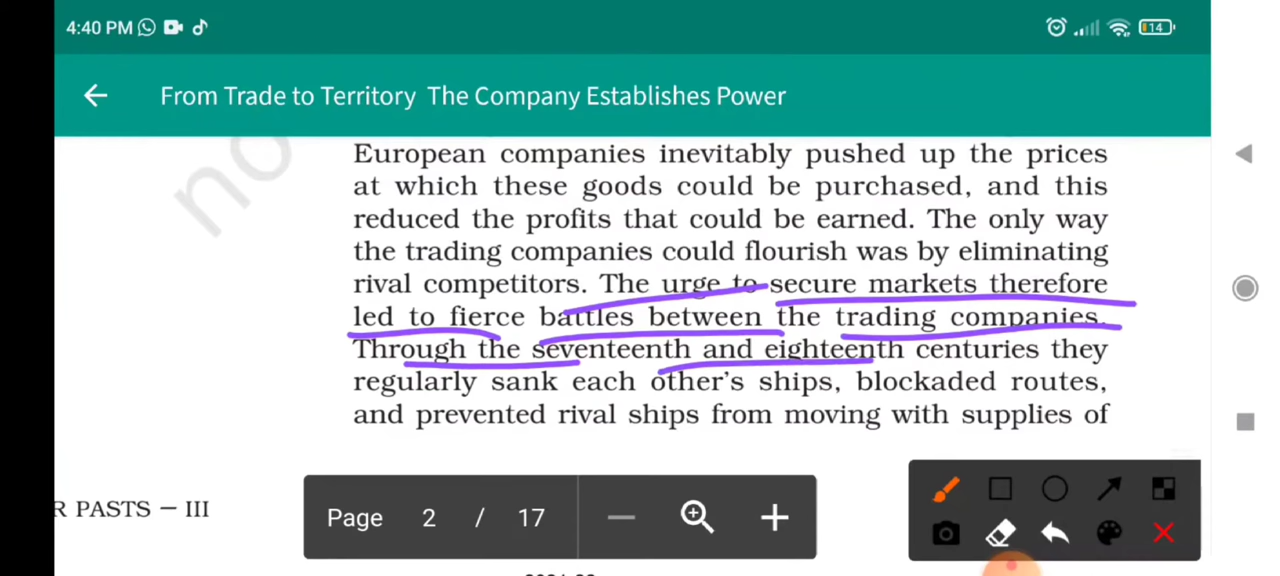 4:40 PM
14
From Trade to Territory The Company Establishes Power
no
European companies inevitably pushed up the prices
at which these goods could be purchased, and this
reduced the profits that could be earned. The only way
the trading companies could flourish was by eliminating
rival competitors. The urge to secure markets therefore
led to fierce battles between the trading companies.
Through the seventeenth and eighteenth centuries they
regularly sank each other's ships, blockaded routes,
and prevented rival ships from moving with supplies of
R PASTS – III
Page 2 / 17